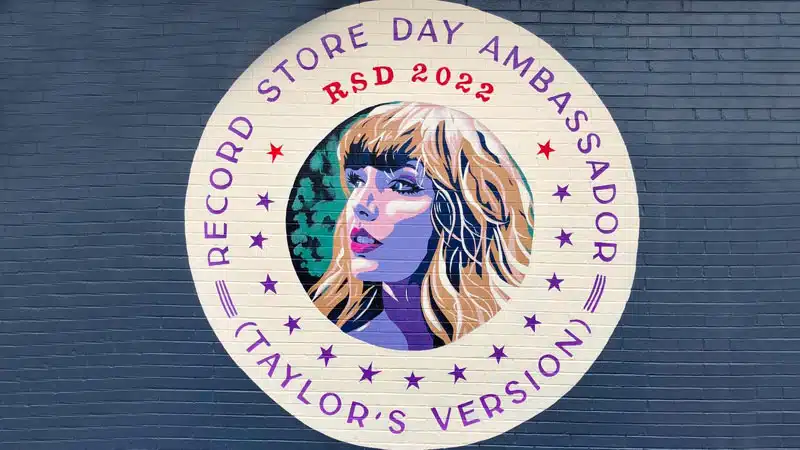 RECORD STORE DAY AMBASSADOR
RSD 2022
(TAYLOR'S VERSION)